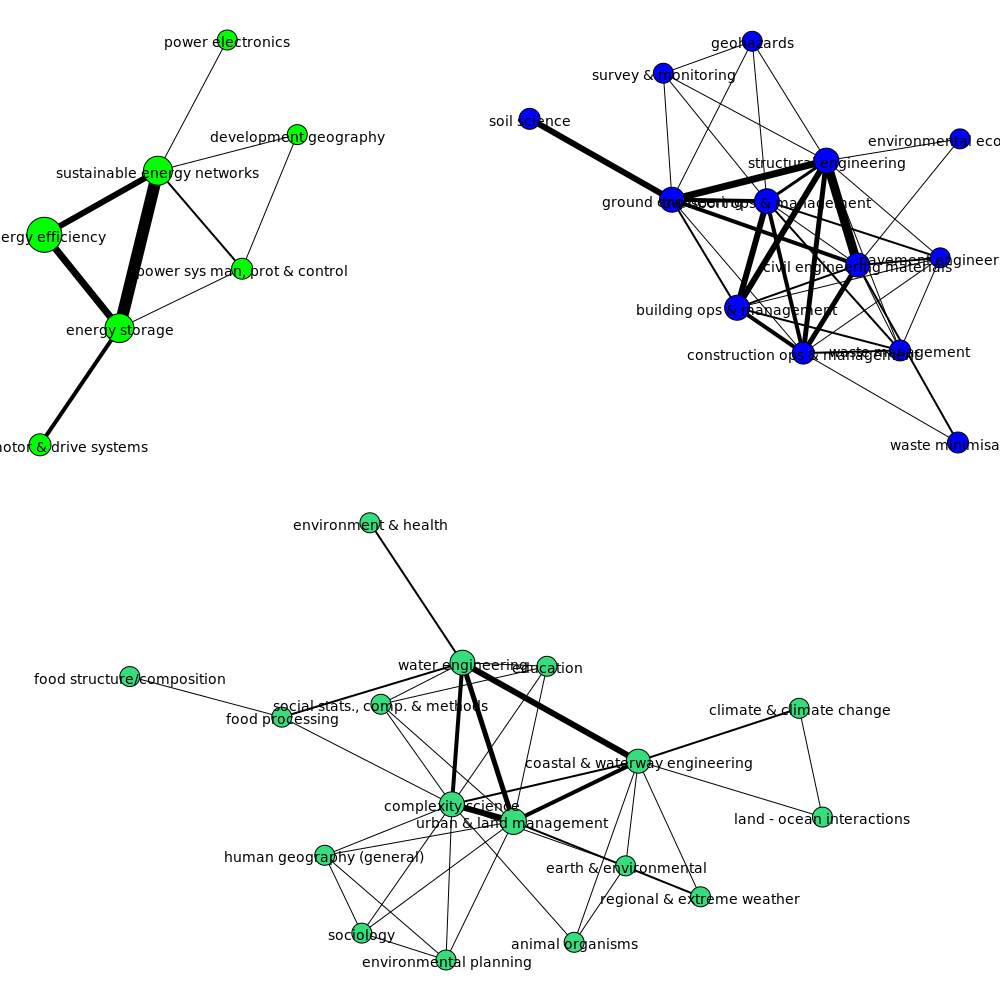 power electronics
development geography
sustainable energy networks
ergy efficiency
power sys man, prot & control
energy storage
motor & drive systems
geohazards
survey & monitoring
soil science
environmental eco
structural engineering
ground engineering
transport ops & management
pavement engineer
civil engineering materials
building ops & management
construction ops & management
waste management
waste minimisa
environment & health
water engineering
education
food structure/composition
social stats., comp. & methods
food processing
climate & climate change
coastal & waterway engineering
complexity science
urban & land management
land - ocean interactions
human geography (general)
earth & environmental
regional & extreme weather
sociology
animal organisms
environmental planning